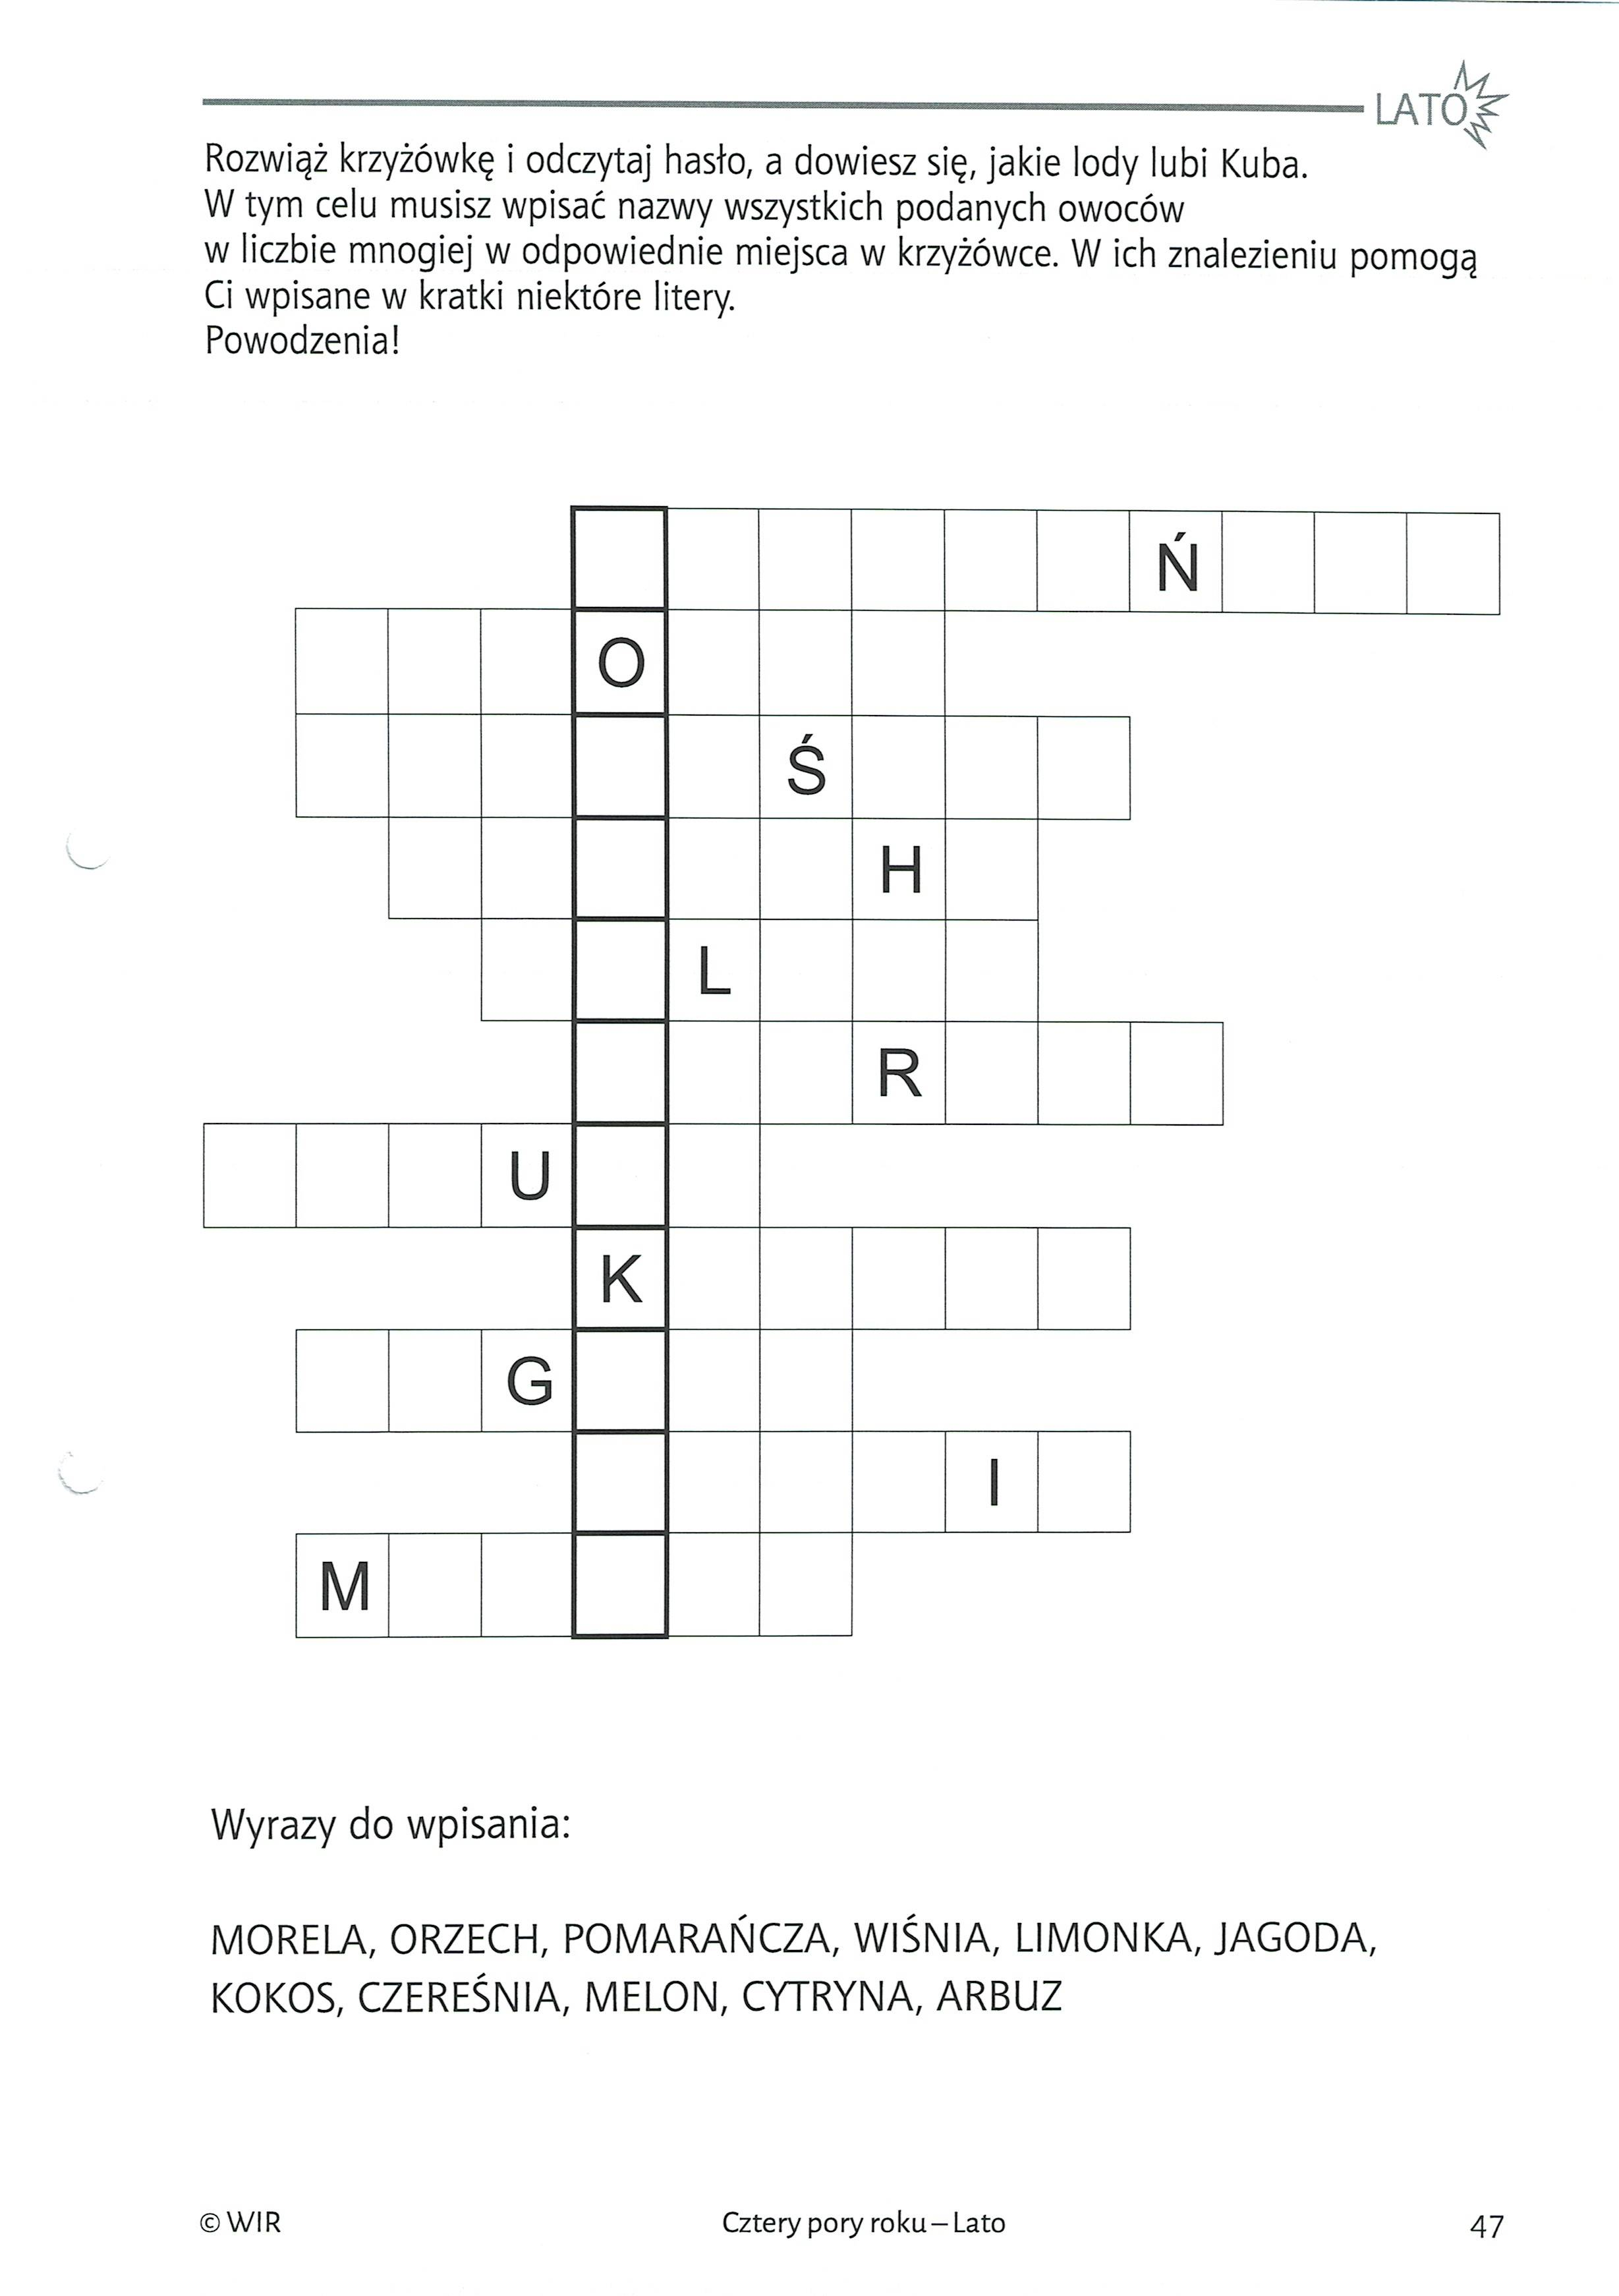 LATO
Rozwiąż krzyżówkę i odczytaj hasło, a dowiesz się, jakie lody lubi Kuba.
W tym celu musisz wpisać nazwy wszystkich podanych owoców
w liczbie mnogiej w odpowiednie miejsca w krzyżówce. W ich znalezieniu pomogą
Ci wpisane w kratki niektóre litery.
Powodzenia!
Ń
O
Ś
H
L
R
U
K
G
I
M
Wyrazy do wpisania:
MORELA, ORZECH, POMARAŃCZA, WIŚNIA, LIMONKA, JAGODA,
KOKOS, CZEREŚNIA, MELON, CYTRYNA, ARBUZ
© WIR
Cztery pory roku – Lato
47